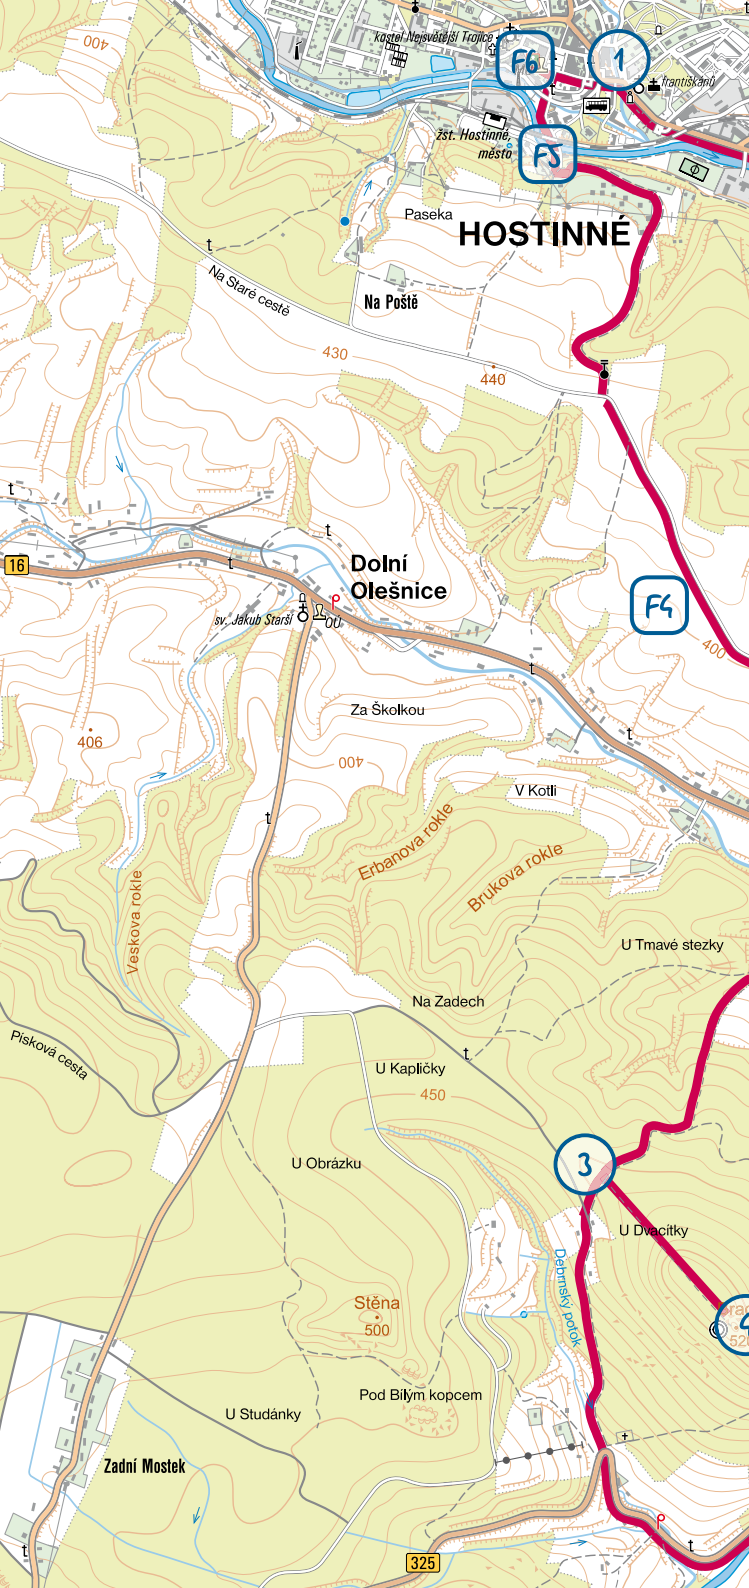 400
kostel Nejsvětější Trojice
F6
1
františkánů
t
žst. Hostinné,
město
F5
Paseka
HOSTINNÉ
t
Na Staré cestě
Na Poště
430
440
t
t
16
t
Dolní
Olešnice
F4
sv. Jakub Starší
OÚ
400
t
Za Školkou
406
400
t
V Kotli
t
Erbanova rokle
Brukova rokle
Veskova rokle
U Tmavé stezky
Na Zadech
Písková cesta
t
U Kapličky
450
U Obrázku
3
U Dvacítky
Debrnský potok
Stěna
500
Pod Bílým kopcem
U Studánky
Zadní Mostek
t
325
t